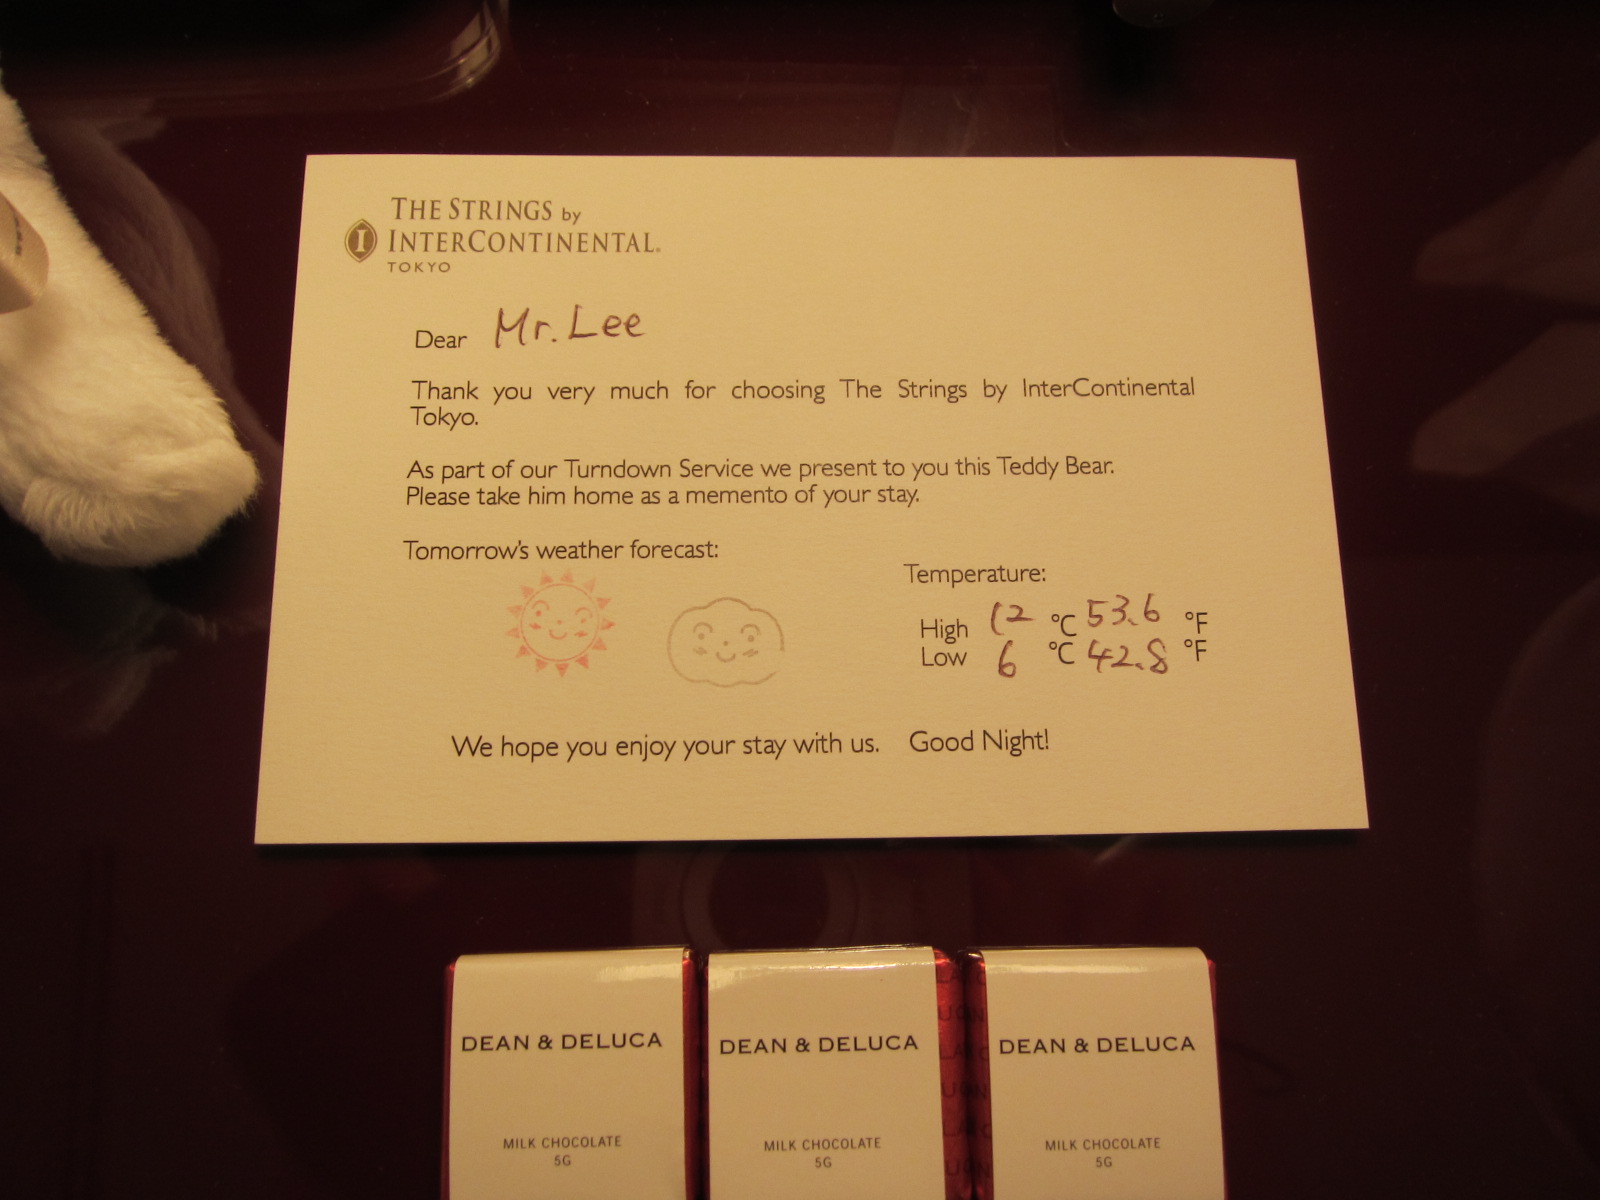 THE STRINGS by
INTERCONTINENTAL.
TOKYO
Dear Mr. Lee
Thank you very much for choosing The Strings by InterContinental
Tokyo.
As part of our Turndown Service we present to you this Teddy Bear.
Please take him home as a memento of your stay.
Tomorrow's weather forecast:
Temperature:
High 12 °C 53.6 °F
Low 6 °C 42.8 °F
We hope you enjoy your stay with us. Good Night!
DEAN & DELUCA
MILK CHOCOLATE
5G
DEAN & DELUCA
MILK CHOCOLATE
5G
DEAN & DELUCA
MILK CHOCOLATE
5G